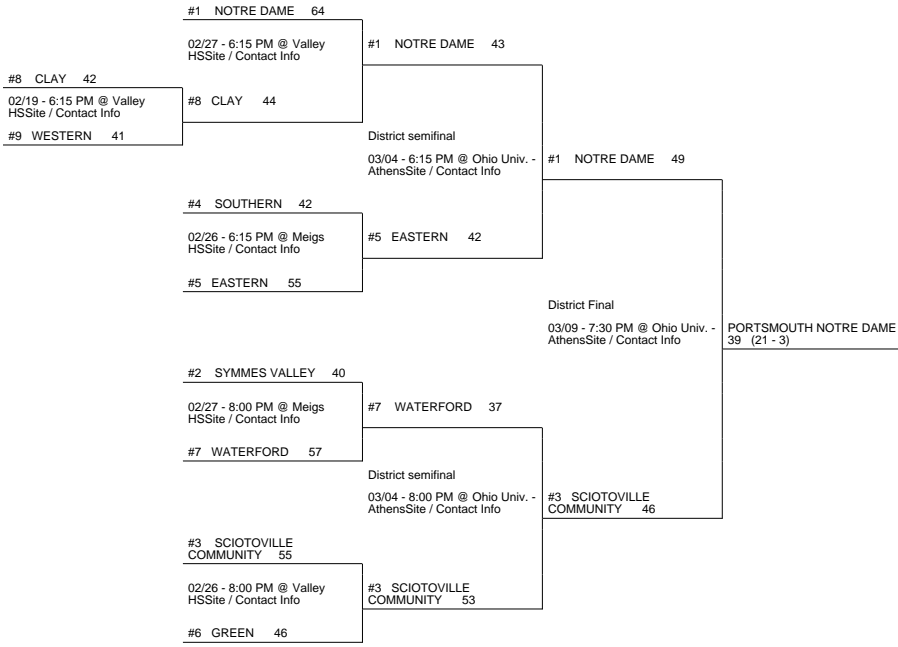 #1 NOTRE DAME 64
02/27 - 6:15 PM @ Valley
HSSite / Contact Info
#1 NOTRE DAME 43
#8 CLAY 42
02/19 - 6:15 PM @ Valley
HSSite / Contact Info
#8 CLAY 44
#9 WESTERN 41
District semifinal
03/04 - 6:15 PM @ Ohio Univ. -
AthensSite / Contact Info
#1 NOTRE DAME 49
#4 SOUTHERN 42
02/26 - 6:15 PM @ Meigs
HSSite / Contact Info
#5 EASTERN 42
#5 EASTERN 55
District Final
03/09 - 7:30 PM @ Ohio Univ. -
AthensSite / Contact Info
PORTSMOUTH NOTRE DAME
39 (21 - 3)
#2 SYMMES VALLEY 40
02/27 - 8:00 PM @ Meigs
HSSite / Contact Info
#7 WATERFORD 37
#7 WATERFORD 57
District semifinal
03/04 - 8:00 PM @ Ohio Univ. -
AthensSite / Contact Info
#3 SCIOTOVILLE
COMMUNITY 46
#3 SCIOTOVILLE
COMMUNITY 55
02/26 - 8:00 PM @ Valley
HSSite / Contact Info
#3 SCIOTOVILLE
COMMUNITY 53
#6 GREEN 46